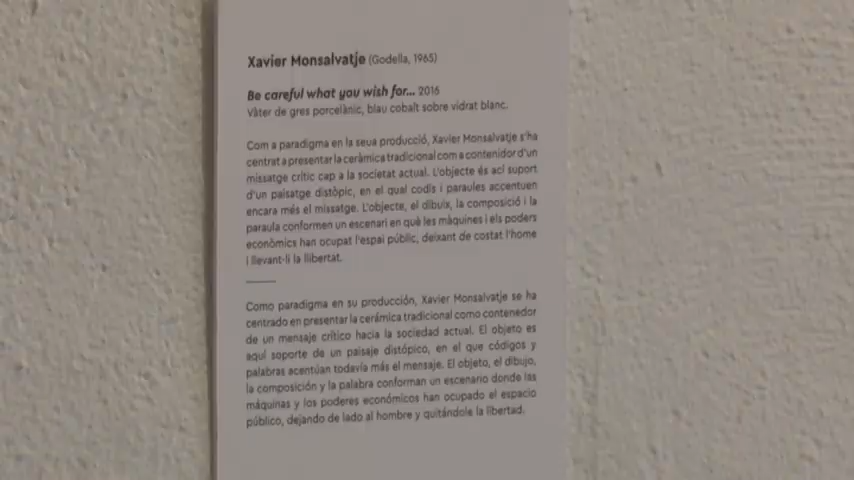 Xavier Monsalvatje (Godella, 1965)
Be careful what you wish for... 2016
Vàter de gres porcelànic, blau cobalt sobre vidrat blanc.
Com a paradigma en la seua producció, Xavier Monsalvatje s'ha
centrat a presentar la ceràmica tradicional com a contenidor d'un
missatge crític cap a la societat actual. L'objecte és ací suport
d'un paisatge distòpic, en el qual codis i paraules accentuen
encara més el missatge. L'objecte, el dibuix, la composició i la
paraula conformen un escenari en què les màquines i els poders
econòmics han ocupat l'espai públic, deixant de costat l'home
i llevant-li la llibertat.
Como paradigma en su producción, Xavier Monsalvatje se ha
centrado en presentar la cerámica tradicional como contenedor
de un mensaje crítico hacia la sociedad actual. El objeto es
aquí soporte de un paisaje distópico, en el que códigos y
palabras acentúan todavía más el mensaje. El objeto, el dibujo,
la composición y la palabra conforman un escenario donde las
máquinas y los poderes económicos han ocupado el espacio
público, dejando de lado al hombre y quitándole la libertad.